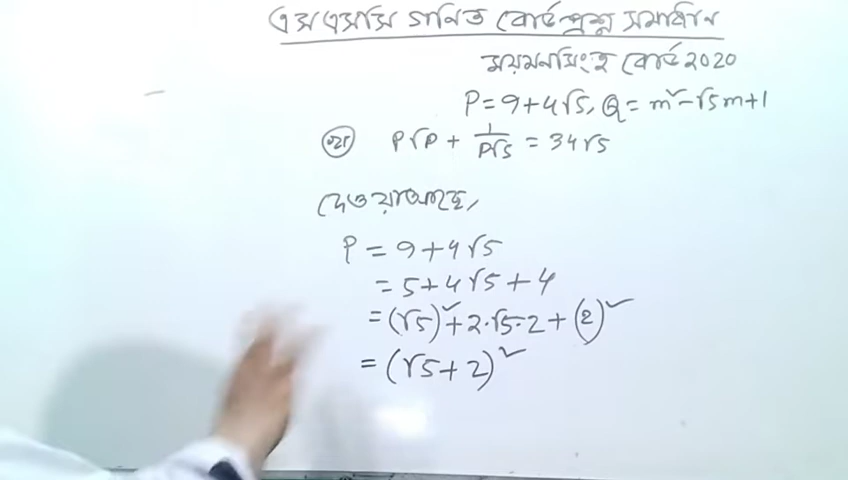 এসএসসি গনিত বোর্ড প্রশ্ন সমাধান
ময়মনসিংহ বোর্ড 2020
P = 9+4√5, Q = m²-√5m+1
P√P + 1/P√5 = 34√5
দেওয়াআছে,
P = 9+4√5
= 5+4√5+4
= (√5)²+2·√5·2+(2)²
= (√5+2)²